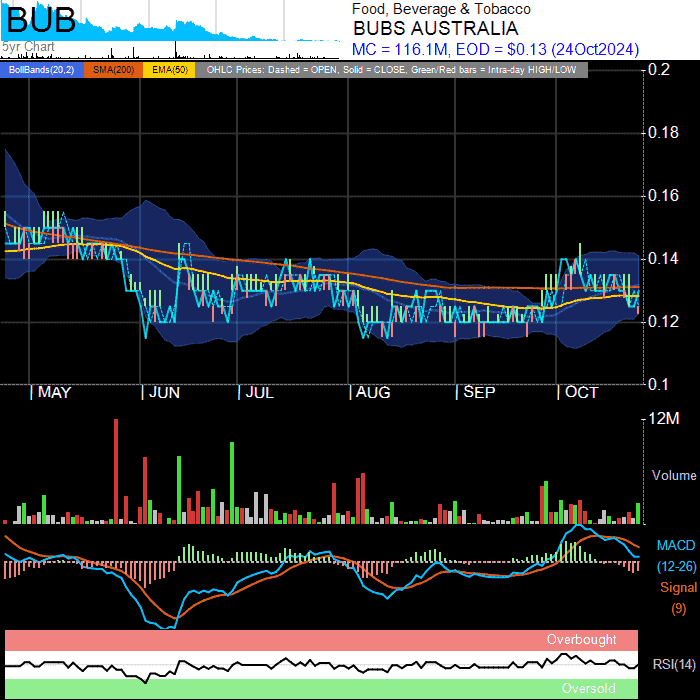 BUB
5yr Chart
Food, Beverage & Tobacco
BUBS AUSTRALIA
MC = 116.1M, EOD = $0.13 (24Oct2024)
BollBands(20,2) SMA(200) EMA(50) OHLC Prices: Dashed = OPEN, Solid = CLOSE, Green/Red bars = Intra-day HIGH/LOW
0.2
0.18
0.16
0.14
0.12
0.1
MAY JUN JUL AUG SEP OCT
12M
Volume
MACD
(12-26)
Signal
(9)
Overbought
RSI(14)
Oversold